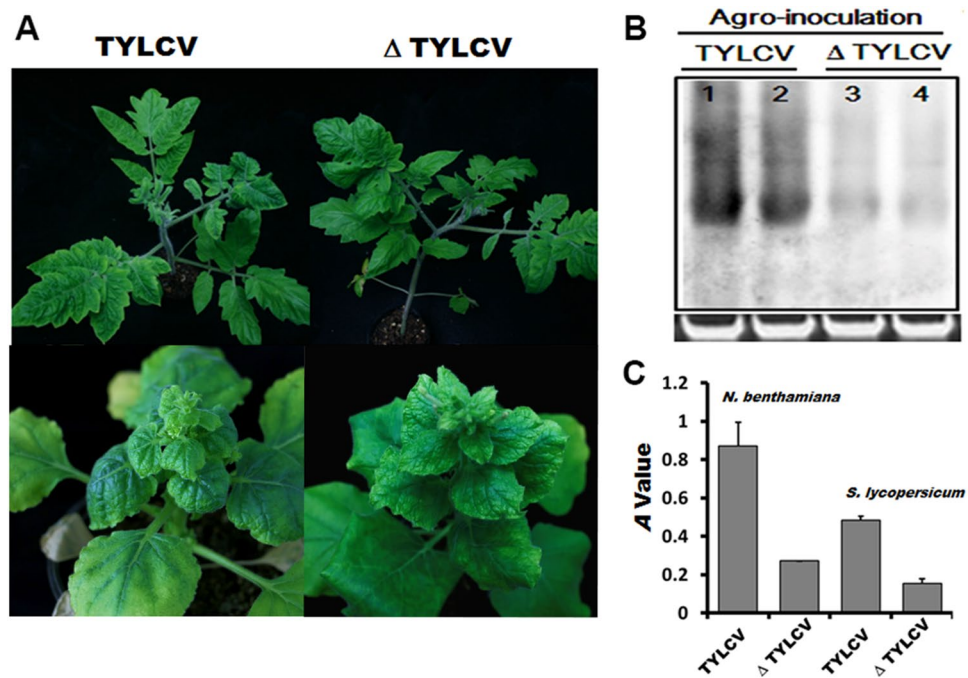 A
TYLCV
Δ TYLCV
B
Agro-inoculation
TYLCV
Δ TYLCV
1 2 3 4
C
1.2
1
0.8
0.6
0.4
0.2
0
A Value
N. benthamiana
S. lycopersicum
TYLCV
Δ TYLCV
TYLCV
Δ TYLCV